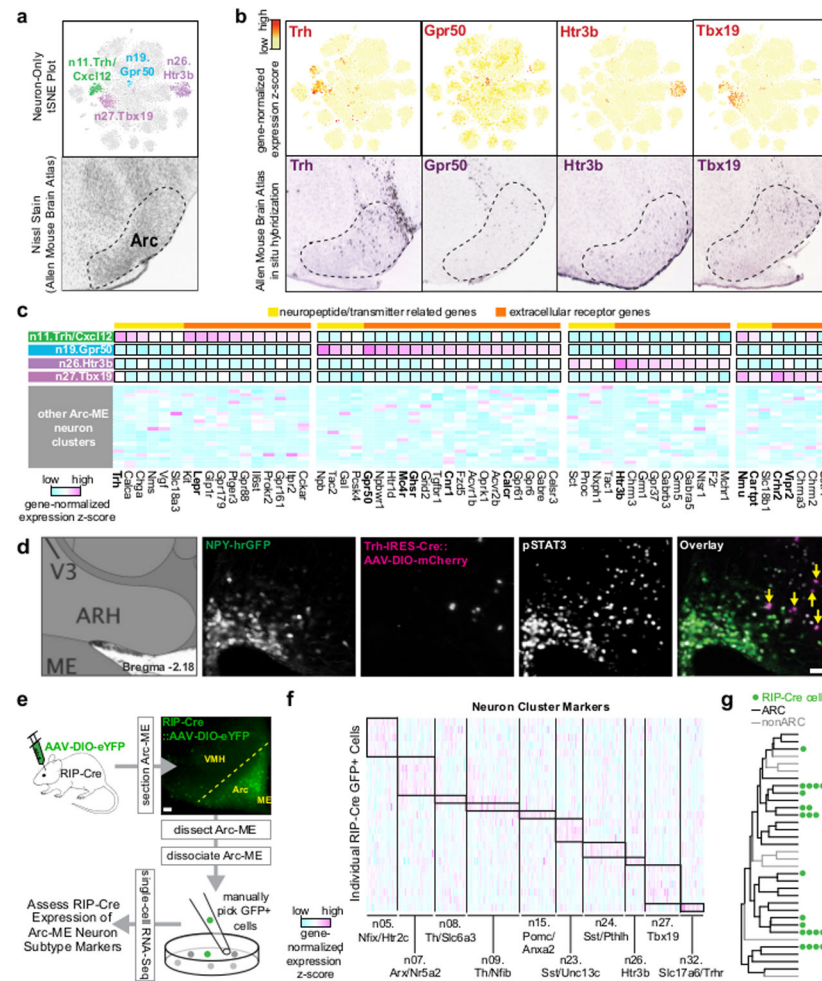 a
Neuron-Only
tSNE Plot
n11.Trh/
Cxcl12
n19.
Gpr50
n26.
Htr3b
n27.Tbx19
Nissl Stain
(Allen Mouse Brain Atlas)
Arc
b
low high
gene-normalized
expression z-score
Trh
Gpr50
Htr3b
Tbx19
Allen Mouse Brain Atlas
in situ hybridization
Trh
Gpr50
Htr3b
Tbx19
c
neuropeptide/transmitter related genes
extracellular receptor genes
n11.Trh/Cxcl12
n19.Gpr50
n26.Htr3b
n27.Tbx19
other Arc-ME
neuron
clusters
low high
gene-normalized
expression z-score
Trh
Calca
Chga
Nms
Vgf
Slc18a3
Kit
Lepr
Glp1r
Gpr179
Ptger3
Gpr88
Il6st
Prokr2
Gpr161
Itpr2
Cckar
Npb
Tac2
Gal
Pcsk4
Gpr50
Npbwr1
Htr1d
Mc4r
Ghsr
Grid2
Tgfbr1
Cnr1
Fzd5
Acvr1b
Oprk1
Acvr2b
Calcr
Gpr61
Gpr6
Gabre
Celsr3
Sct
Pnoc
Nxph1
Tac1
Htr3b
Chrm3
Grm1
Gpr37
Gabrb3
Grm5
Gabra5
Ntsr1
F2r
Mchr1
Nmu
Cartpt
Slc18b1
Crhr2
Vipr2
Chrna3
Chrm2
d
V3
ARH
ME
Bregma -2.18
NPY-hrGFP
Trh-IRES-Cre::
AAV-DIO-mCherry
pSTAT3
Overlay
e
AAV-DIO-eYFP
RIP-Cre
section Arc-ME
RIP-Cre
::AAV-DIO-eYFP
VMH
Arc
ME
dissect Arc-ME
dissociate Arc-ME
manually
pick GFP+
cells
single-cell RNA-Seq
Assess RIP-Cre
Expression of
Arc-ME Neuron
Subtype Markers
f
Neuron Cluster Markers
Individual RIP-Cre GFP+ Cells
low high
gene-
normalized
expression
z-score
n05.
Nfix/Htr2c
n07.
Arx/Nr5a2
n08.
Th/Slc6a3
n09.
Th/Nfib
n15.
Pomc/
Anxa2
n23.
Sst/Unc13c
n24.
Sst/Pthlh
n26.
Htr3b
n27.
Tbx19
n32.
Slc17a6/Trhr
g
RIP-Cre cell
ARC
nonARC